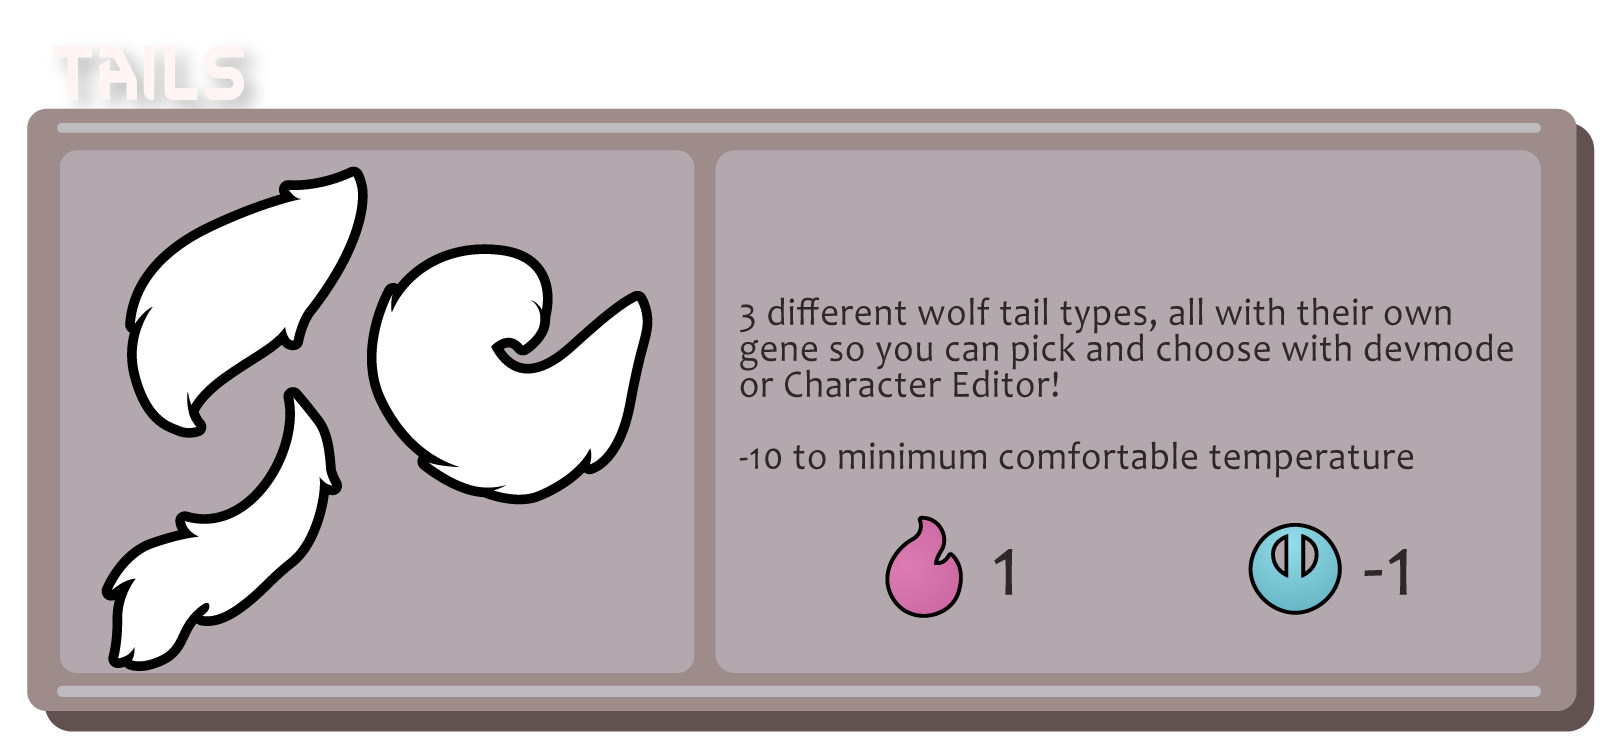 TAILS
3 different wolf tail types, all with their own
gene so you can pick and choose with devmode
or Character Editor!
-10 to minimum comfortable temperature
1
-1